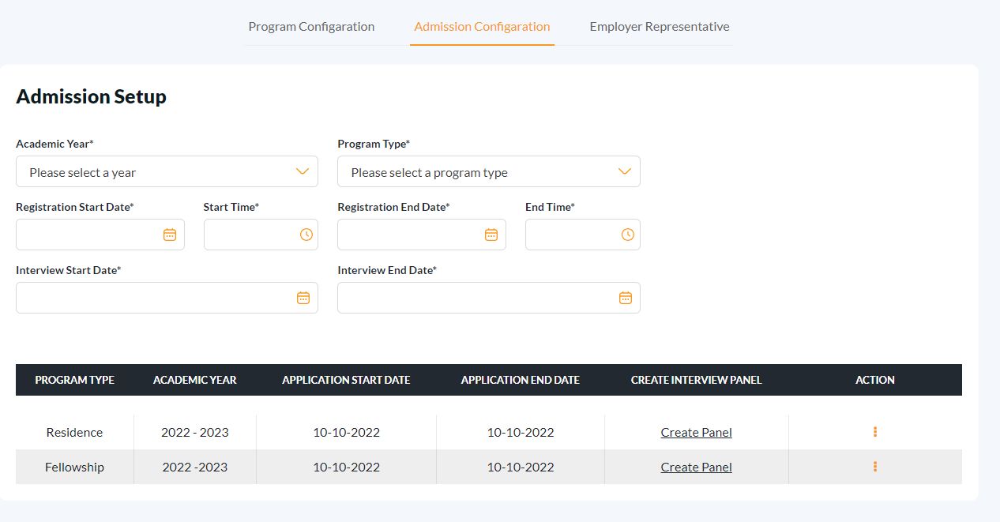 Program Configaration Admission Configaration Employer Representative
Admission Setup
Academic Year* Program Type*
Please select a year Please select a program type
Registration Start Date* Start Time* Registration End Date* End Time*
Interview Start Date* Interview End Date*
PROGRAM TYPE ACADEMIC YEAR APPLICATION START DATE APPLICATION END DATE CREATE INTERVIEW PANEL ACTION
Residence 2022 - 2023 10-10-2022 10-10-2022 Create Panel
Fellowship 2022 -2023 10-10-2022 10-10-2022 Create Panel